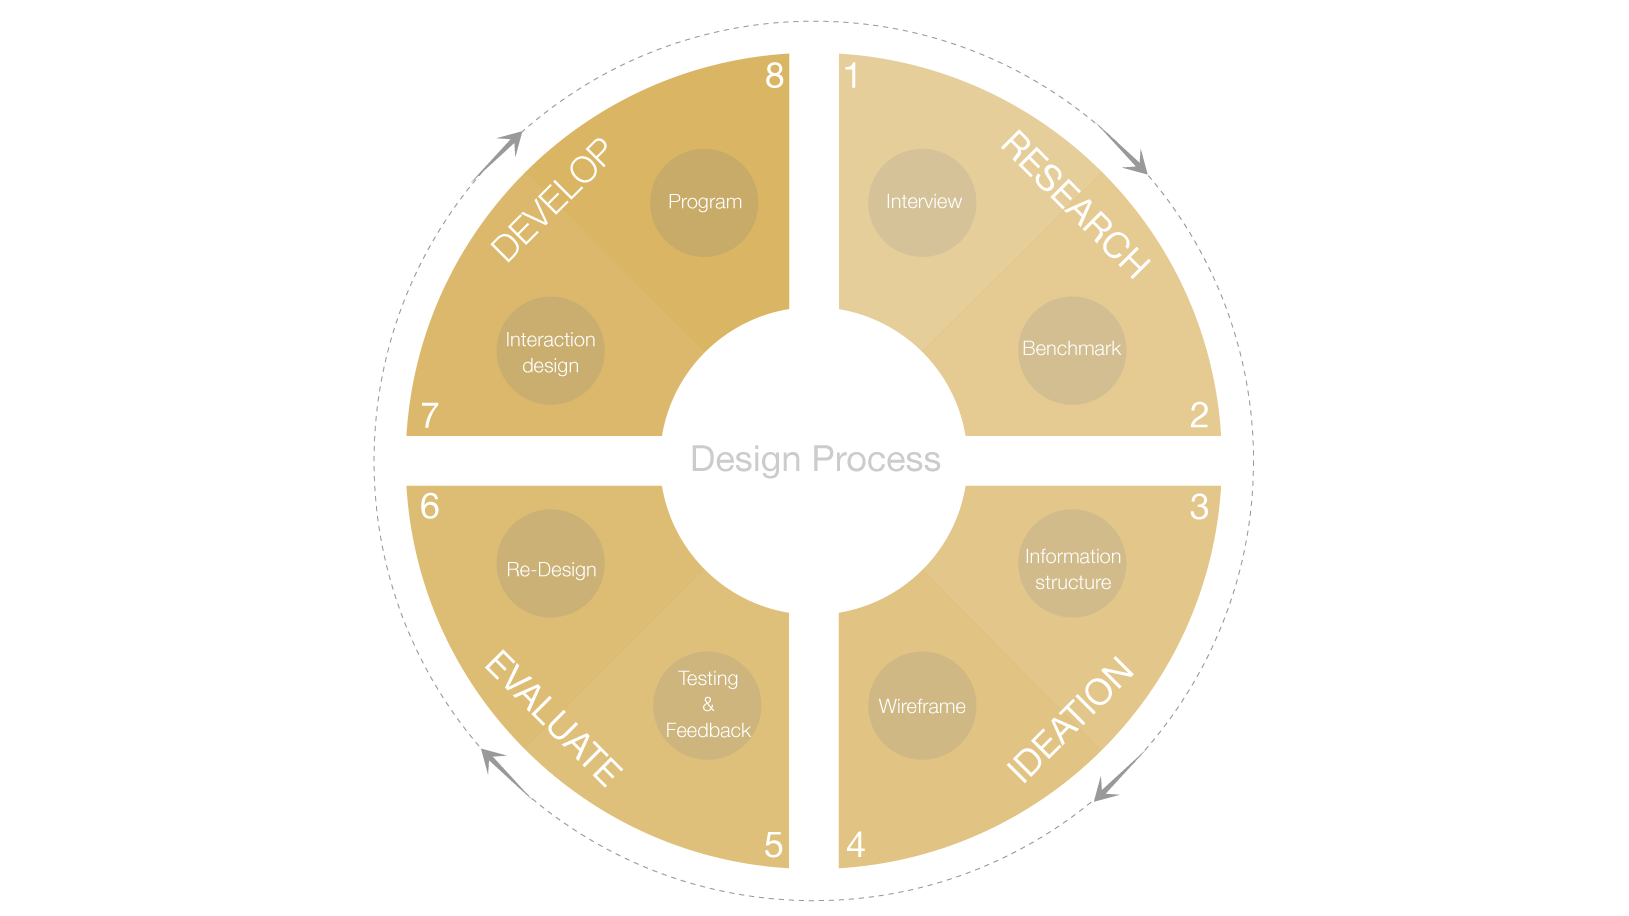 Design Process
1
RESEARCH
Interview
Benchmark
2
3
Information
structure
IDEATION
Wireframe
4
5
Testing
&
Feedback
EVALUATE
Re-Design
6
7
Interaction
design
DEVELOP
Program
8